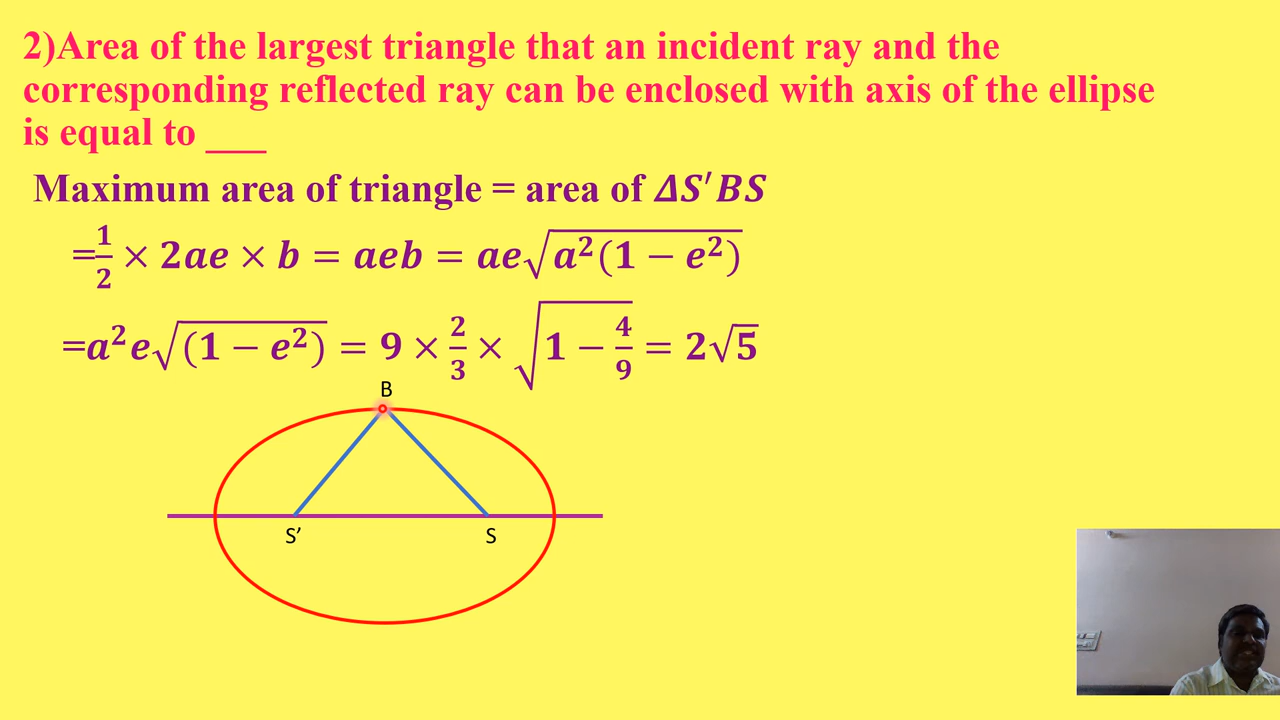 2)Area of the largest triangle that an incident ray and the
corresponding reflected ray can be enclosed with axis of the ellipse
is equal to ___
Maximum area of triangle = area of ΔS′BS
=1/2 × 2ae × b = aeb = ae√(a²(1 − e²))
=a²e√((1 − e²)) = 9 × 2/3 × √(1 − 4/9) = 2√5
B
S’ S